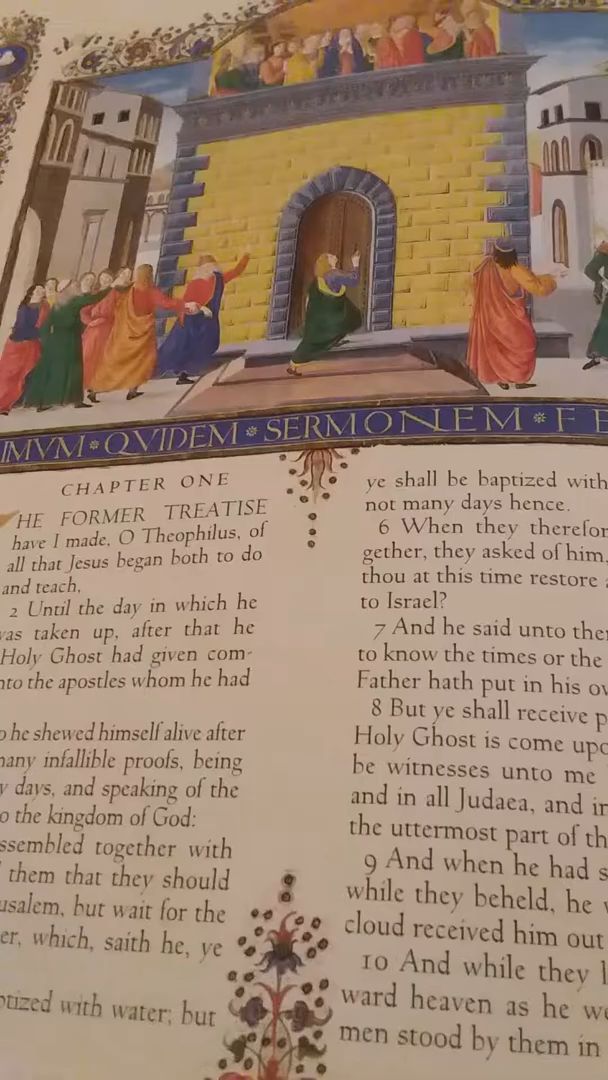 IMVM * QVIDEM * SERMONEM * FE
CHAPTER ONE
HE FORMER TREATISE
have I made, O Theophilus, of
all that Jesus began both to do
and teach,
2 Until the day in which he
was taken up, after that he
Holy Ghost had given com-
nto the apostles whom he had
o he shewed himself alive after
many infallible proofs, being
y days, and speaking of the
o the kingdom of God:
ssembled together with
them that they should
usalem, but wait for the
er, which, saith he, ye
ptized with water; but
ye shall be baptized with
not many days hence.
6 When they therefor
gether, they asked of him,
thou at this time restore
to Israel?
7 And he said unto the
to know the times or the
Father hath put in his ow
8 But ye shall receive p
Holy Ghost is come upo
be witnesses unto me
and in all Judaea, and in
the uttermost part of th
9 And when he had s
while they beheld, he w
cloud received him out
10 And while they l
ward heaven as he we
men stood by them in